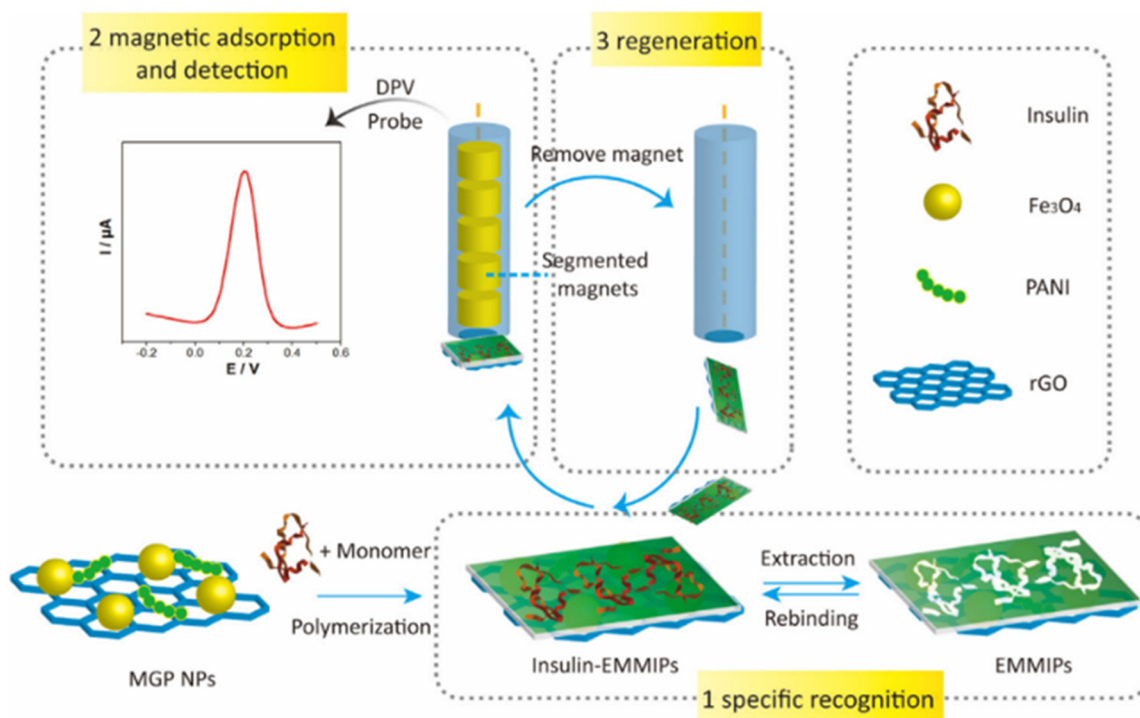 2 magnetic adsorption
and detection
3 regeneration
DPV
Probe
I / µA
-0.2
0.0
0.2
0.4
0.6
E / V
Remove magnet
Segmented
magnets
Insulin
Fe₃O₄
PANI
rGO
+ Monomer
Polymerization
MGP NPs
Insulin-EMMIPs
Extraction
Rebinding
EMMIPs
1 specific recognition